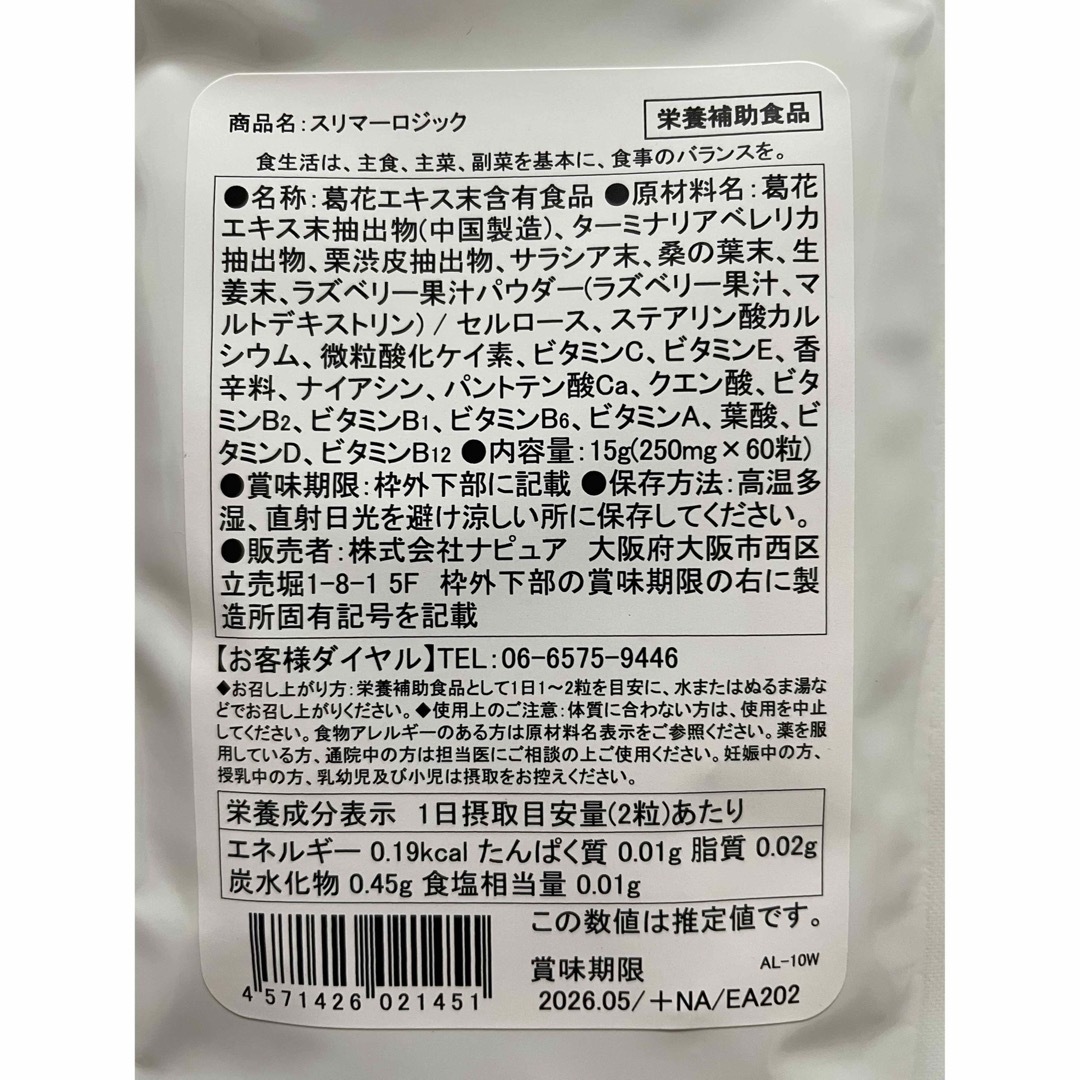 商品名：スリマーロジック
栄養補助食品
食生活は、主食、主菜、副菜を基本に、食事のバランスを。
●名称：葛花エキス末含有食品 ●原材料名：葛花
エキス末抽出物(中国製造)、ターミナリアベレリカ
抽出物、栗渋皮抽出物、サラシア末、桑の葉末、生
姜末、ラズベリー果汁パウダー(ラズベリー果汁、マ
ルトデキストリン) / セルロース、ステアリン酸カル
シウム、微粒酸化ケイ素、ビタミンC、ビタミンE、香
辛料、ナイアシン、パントテン酸Ca、クエン酸、ビタ
ミンB2、ビタミンB1、ビタミンB6、ビタミンA、葉酸、ビ
タミンD、ビタミンB12 ●内容量：15g(250mg×60粒)
●賞味期限：枠外下部に記載 ●保存方法：高温多
湿、直射日光を避け涼しい所に保存してください。
●販売者：株式会社ナピュア 大阪府大阪市西区
立売堀1-8-1 5F 枠外下部の賞味期限の右に製
造所固有記号を記載
【お客様ダイヤル】TEL：06-6575-9446
◆お召し上がり方：栄養補助食品として1日1〜2粒を目安に、水またはぬるま湯な
どでお召し上がりください。◆使用上のご注意：体質に合わない方は、使用を中止
してください。食物アレルギーのある方は原材料名表示をご参照ください。薬を服
用している方、通院中の方は担当医にご相談の上ご使用ください。妊娠中の方、
授乳中の方、乳幼児及び小児は摂取をお控えください。
栄養成分表示 1日摂取目安量(2粒)あたり
エネルギー 0.19kcal たんぱく質 0.01g 脂質 0.02g
炭水化物 0.45g 食塩相当量 0.01g
この数値は推定値です。
賞味期限 AL-10W
2026.05/＋NA/EA202
4 571426 021451